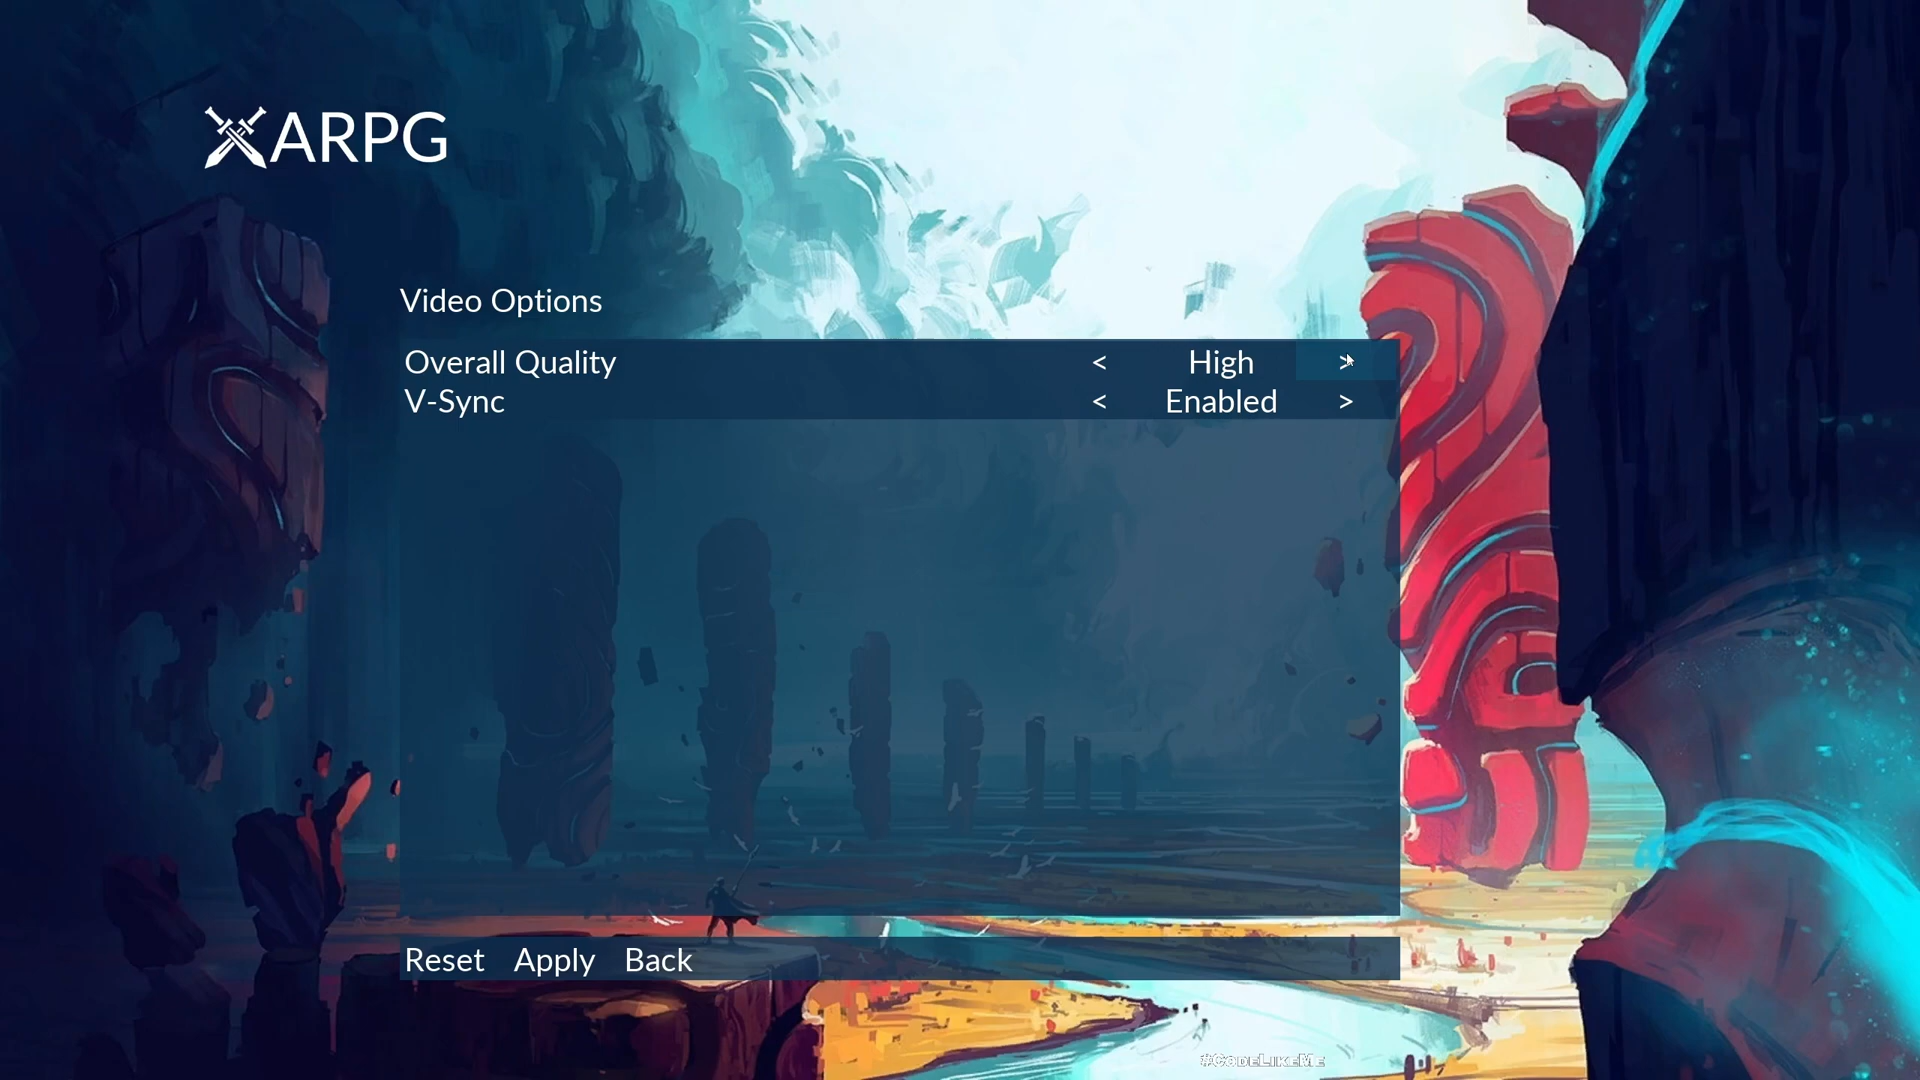 ARPG
Video Options
Overall Quality < High >
V-Sync < Enabled >
Reset Apply Back
#CodeLikeMe